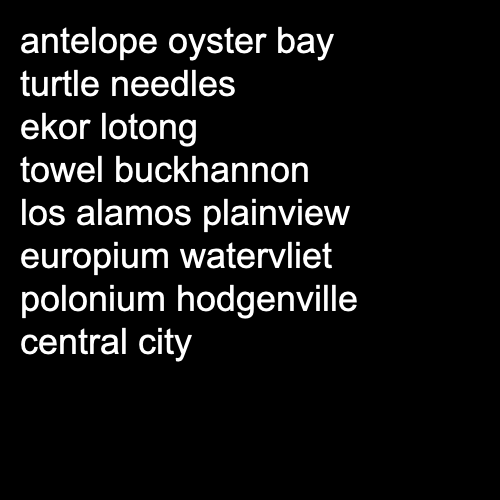 antelope oyster bay
turtle needles
ekor lotong
towel buckhannon
los alamos plainview
europium watervliet
polonium hodgenville
central city